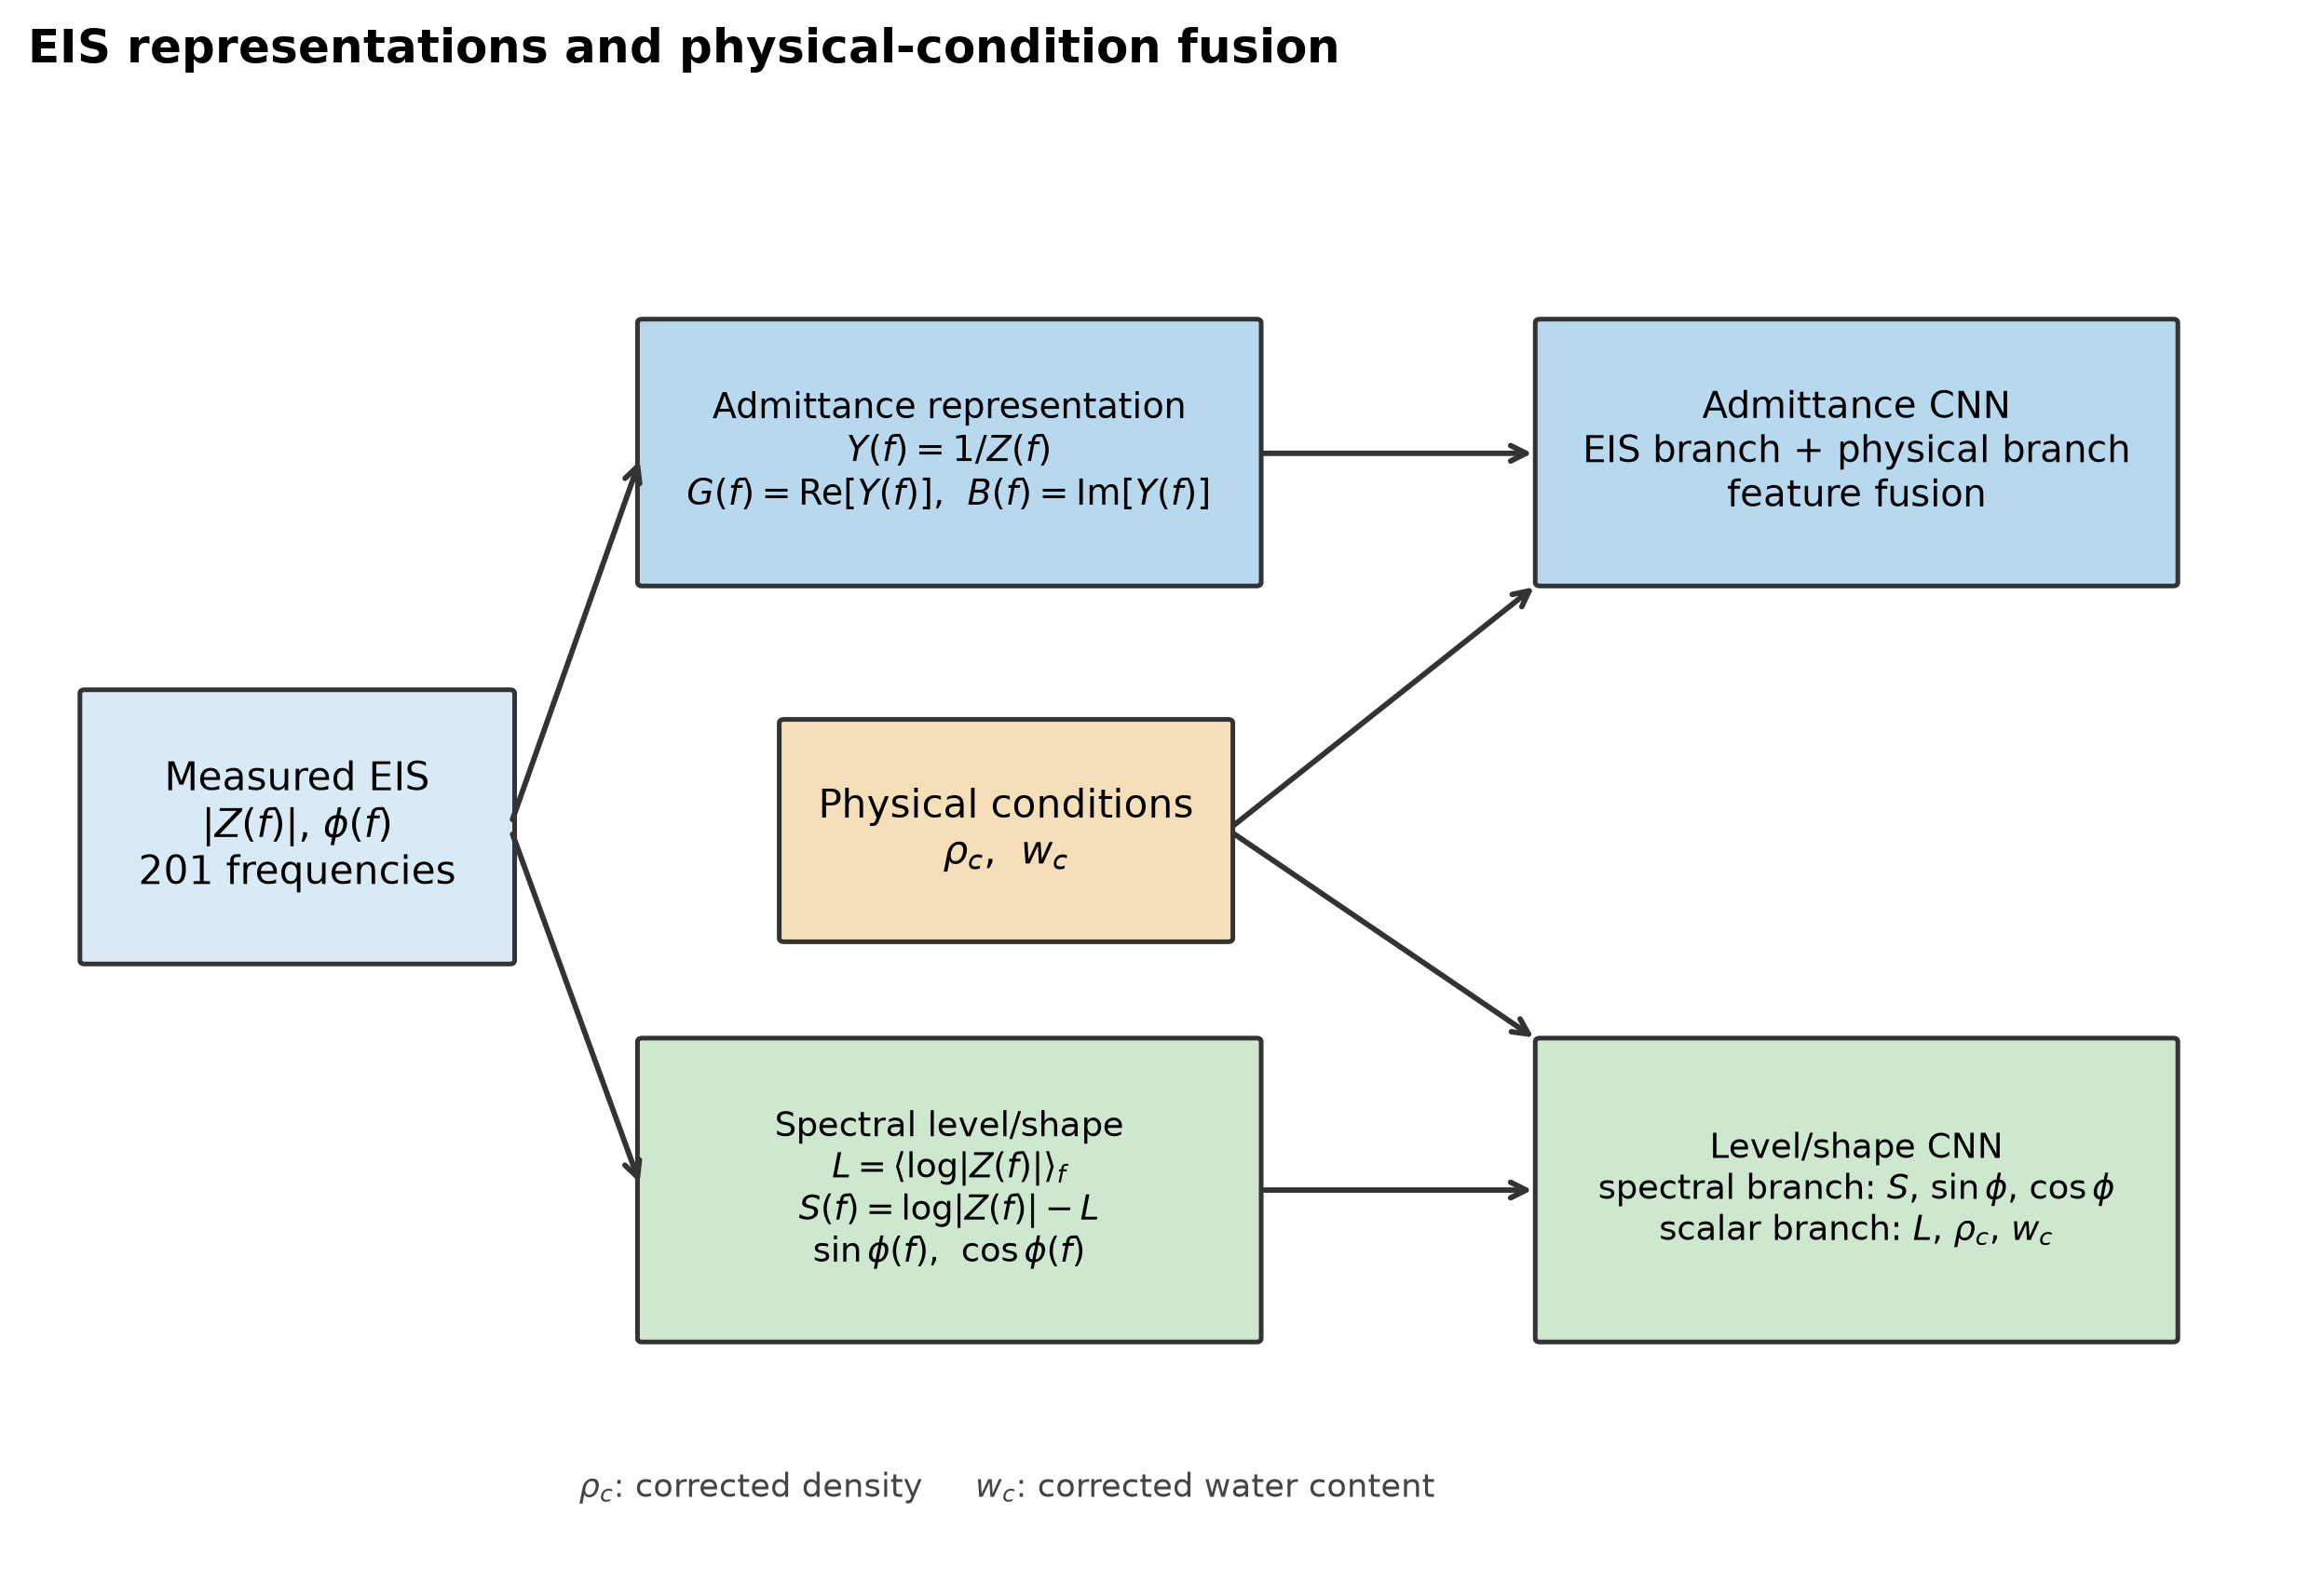 EIS representations and physical-condition fusion
Admittance representation
Y(f) = 1/Z(f)
G(f) = Re[Y(f)], B(f) = Im[Y(f)]
Admittance CNN
EIS branch + physical branch
feature fusion
Measured EIS
|Z(f)|, ϕ(f)
201 frequencies
Physical conditions
ρc, wc
Spectral level/shape
L = ⟨log|Z(f)|⟩f
S(f) = log|Z(f)| − L
sin ϕ(f), cos ϕ(f)
Level/shape CNN
spectral branch: S, sin ϕ, cos ϕ
scalar branch: L, ρc, wc
ρc: corrected density wc: corrected water content